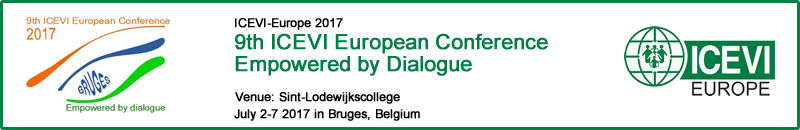 9th ICEVI European Conference
2017
BRUGES
Empowered by dialogue
ICEVI-Europe 2017
9th ICEVI European Conference
Empowered by Dialogue
Venue: Sint-Lodewijkscollege
July 2-7 2017 in Bruges, Belgium
ICEVI
EUROPE